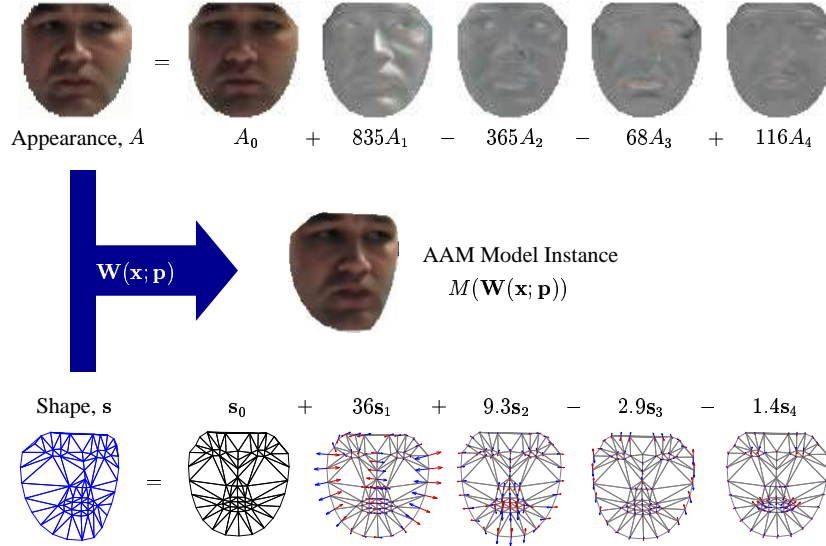 =
Appearance, A A₀ + 835A₁ − 365A₂ − 68A₃ + 116A₄
W(x; p)
AAM Model Instance
M(W(x; p))
Shape, s s₀ + 36s₁ + 9.3s₂ − 2.9s₃ − 1.4s₄
=